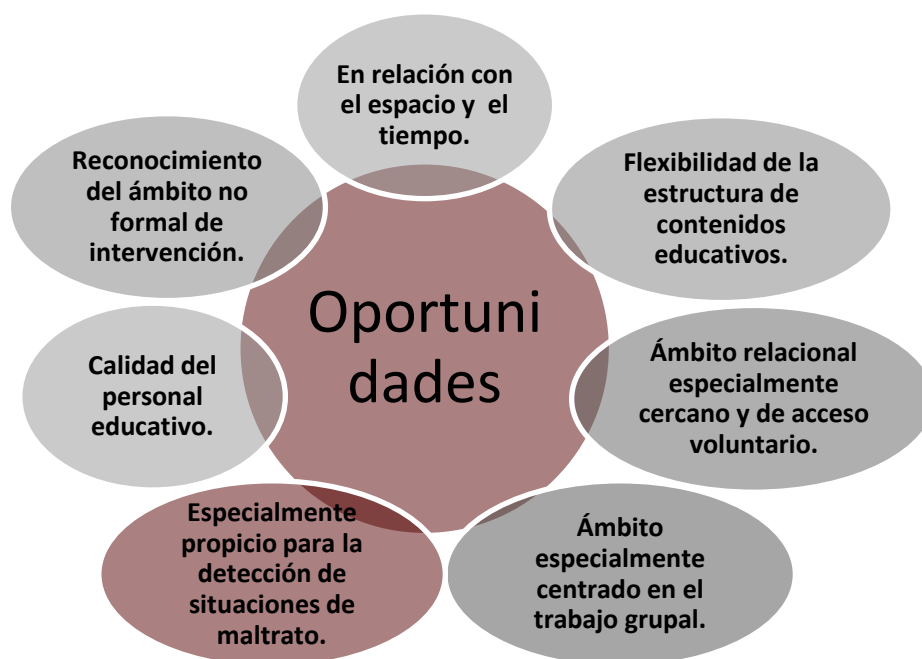 En relación con
el espacio y el
tiempo.
Reconocimiento
del ámbito no
formal de
intervención.
Flexibilidad de la
estructura de
contenidos
educativos.
Oportuni
dades
Calidad del
personal
educativo.
Ámbito relacional
especialmente
cercano y de acceso
voluntario.
Especialmente
propicio para la
detección de
situaciones de
maltrato.
Ámbito
especialmente
centrado en el
trabajo grupal.